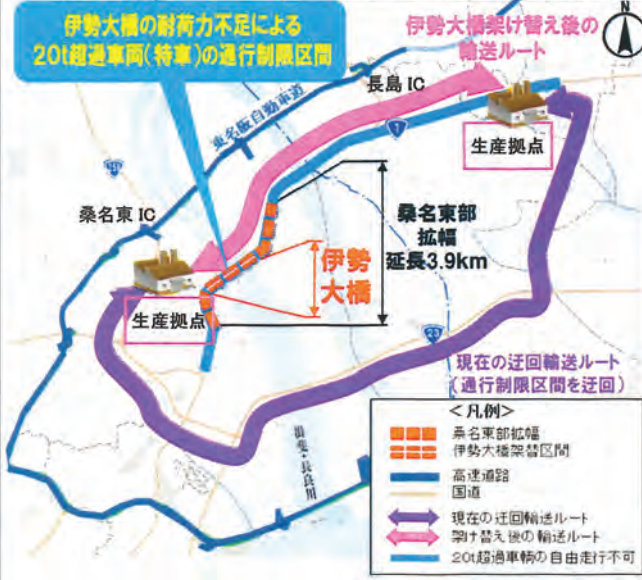 伊勢大橋の耐荷力不足による
20t超過車両(特車)の通行制限区間
伊勢大橋架け替え後の
輸送ルート
N
長島 IC
東名阪自動車道
1
生産拠点
桑名東 IC
桑名東部
拡幅
延長3.9km
伊勢
大橋
生産拠点
23
現在の迂回輸送ルート
(通行制限区間を迂回)
揖斐・長良川
<凡例>
桑名東部拡幅
伊勢大橋架替区間
高速道路
国道
現在の迂回輸送ルート
架け替え後の輸送ルート
20t超過車輌の自由走行不可